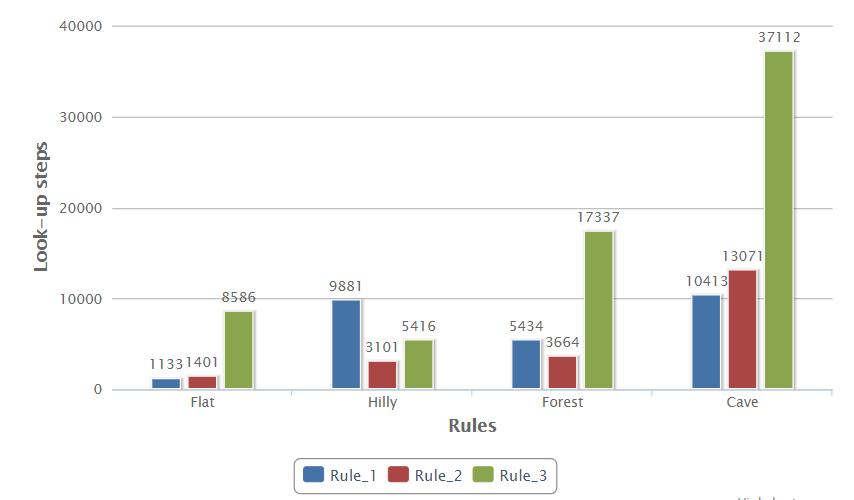 Look-up steps
40000
30000
20000
10000
0
1133 1401 8586
9881 3101 5416
5434 3664 17337
10413 13071 37112
Flat Hilly Forest Cave
Rules
Rule_1 Rule_2 Rule_3